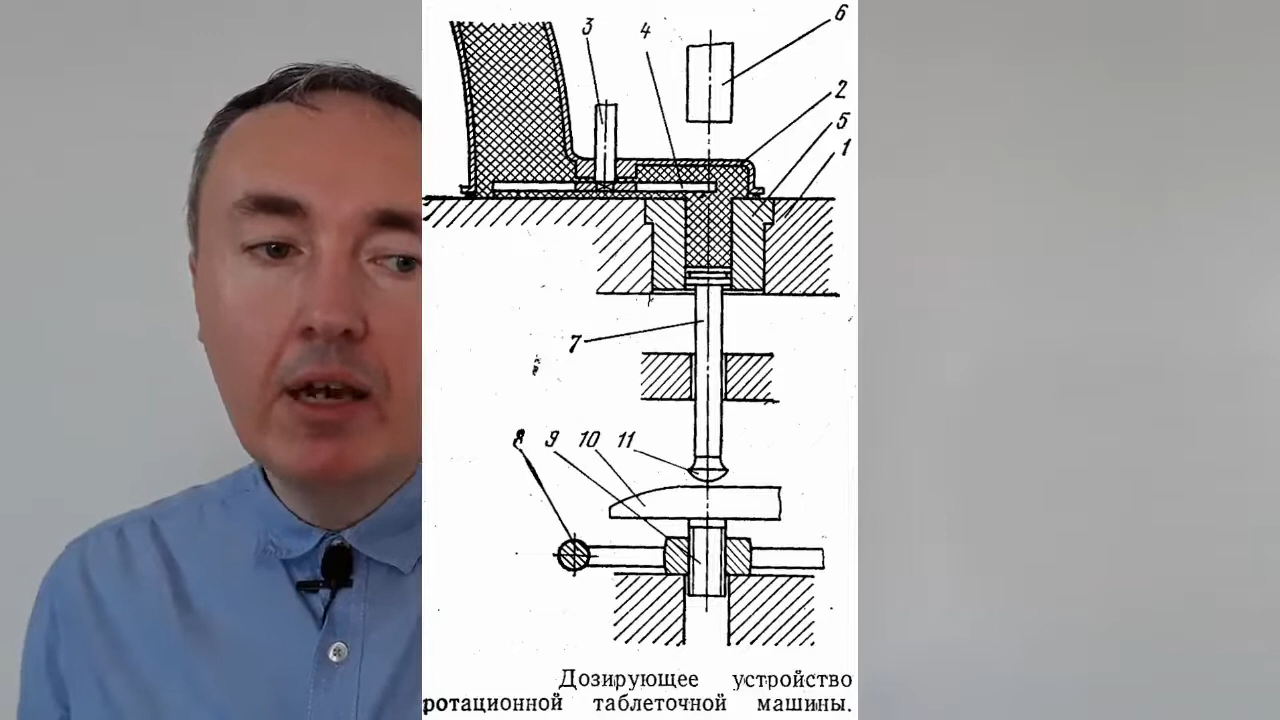 3
4
6
2
5
1
7
8 9 10 11
Дозирующее устройство
ротационной таблеточной машины.